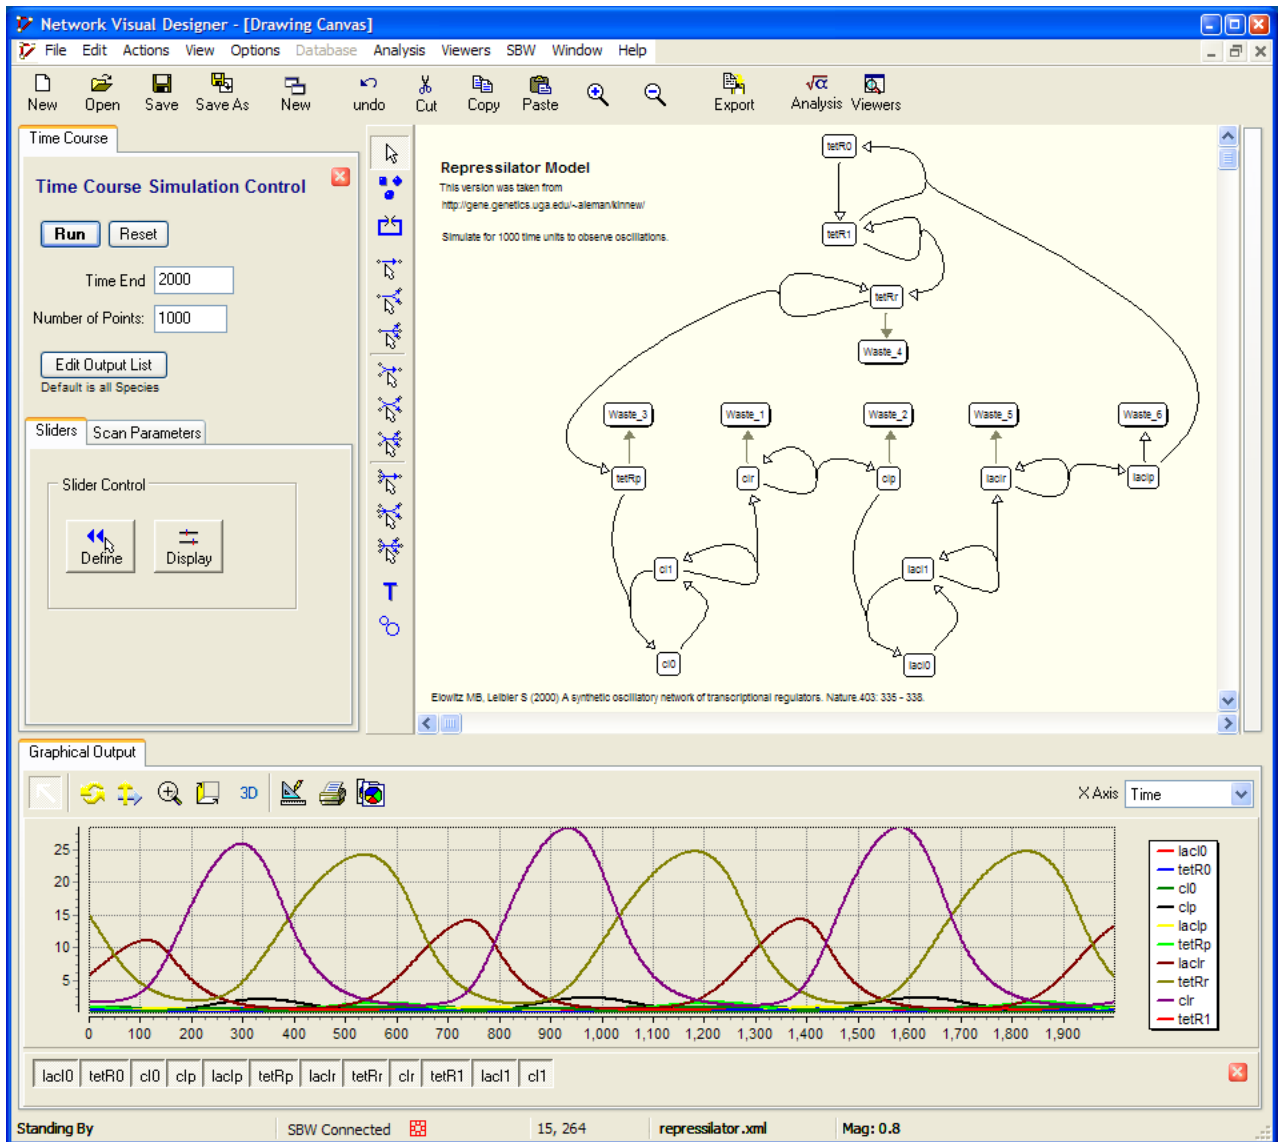 Network Visual Designer - [Drawing Canvas]
File Edit Actions View Options Database Analysis Viewers SBW Window Help
New Open Save Save As New undo Cut Copy Paste Export Analysis Viewers
Time Course
Time Course Simulation Control
Run Reset
Time End 2000
Number of Points: 1000
Edit Output List
Default is all Species
Sliders Scan Parameters
Slider Control
Define Display
T
Repressilator Model
This version was taken from
http://gene.genetics.uga.edu/~aleman/kinnew/
Simulate for 1000 time units to observe oscillations.
tetR0
tetR1
tetRr
Waste_4
Waste_3 Waste_1 Waste_2 Waste_5 Waste_6
tetRp clr clp laclr laclp
cl1 lacl1
cl0 lacl0
Elowitz MB, Leibler S (2000) A synthetic oscillatory network of transcriptional regulators. Nature.403: 335 - 338.
Graphical Output
3D
X Axis Time
25
20
15
10
5
0 100 200 300 400 500 600 700 800 900 1,000 1,100 1,200 1,300 1,400 1,500 1,600 1,700 1,800 1,900
lacl0
tetR0
cl0
clp
laclp
tetRp
laclr
tetRr
clr
tetR1
lacl0 tetR0 cl0 clp laclp tetRp laclr tetRr clr tetR1 lacl1 cl1
Standing By SBW Connected 15, 264 repressilator.xml Mag: 0.8